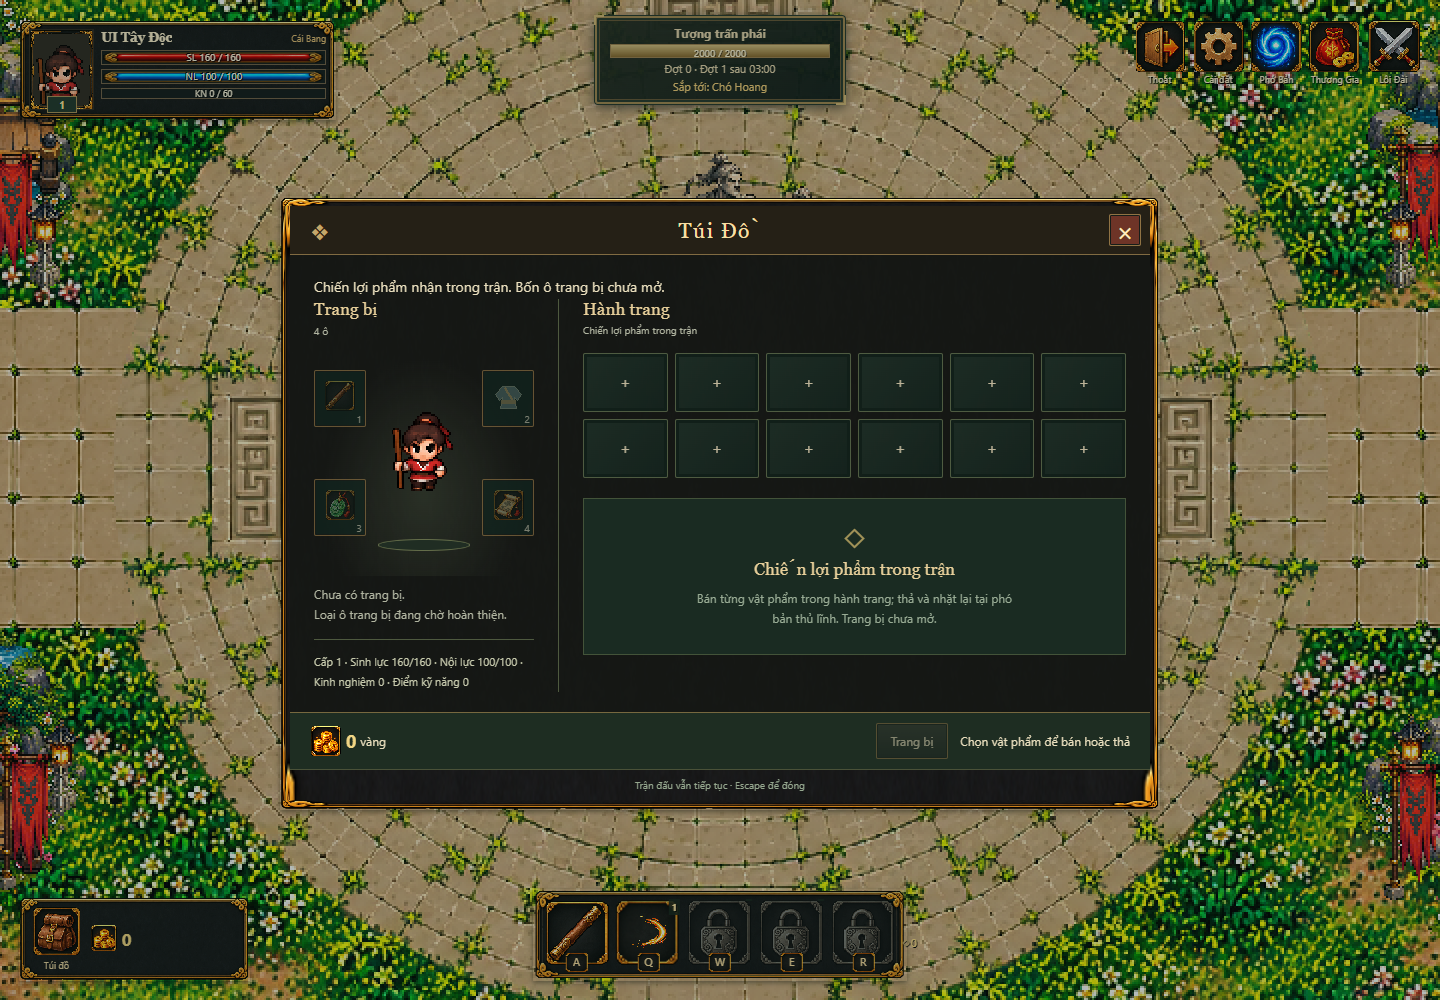 UI Tây Độc
Cái Bang
SL 160 / 160
NL 100 / 100
KN 0 / 60
1
Tượng trấn phái
2000 / 2000
Đợt 0 · Đợt 1 sau 03:00
Sắp tới: Chó Hoang
Thoát
Cài đặt
Phó Bản
Thương Gia
Lôi Đài
Túi Đồ
×
Chiến lợi phẩm nhận trong trận. Bốn ô trang bị chưa mở.
Trang bị
4 ô
Hành trang
Chiến lợi phẩm trong trận
+ + + + + +
+ + + + + +
1
2
3
4
Chiến lợi phẩm trong trận
Bán từng vật phẩm trong hành trang; thả và nhặt lại tại phó
bản thủ lĩnh. Trang bị chưa mở.
Chưa có trang bị.
Loại ô trang bị đang chờ hoàn thiện.
Cấp 1 · Sinh lực 160/160 · Nội lực 100/100 ·
Kinh nghiệm 0 · Điểm kỹ năng 0
0 vàng
Trang bị
Chọn vật phẩm để bán hoặc thả
Trận đấu vẫn tiếp tục · Escape để đóng
Túi đồ
0
1
A
Q
W
E
R